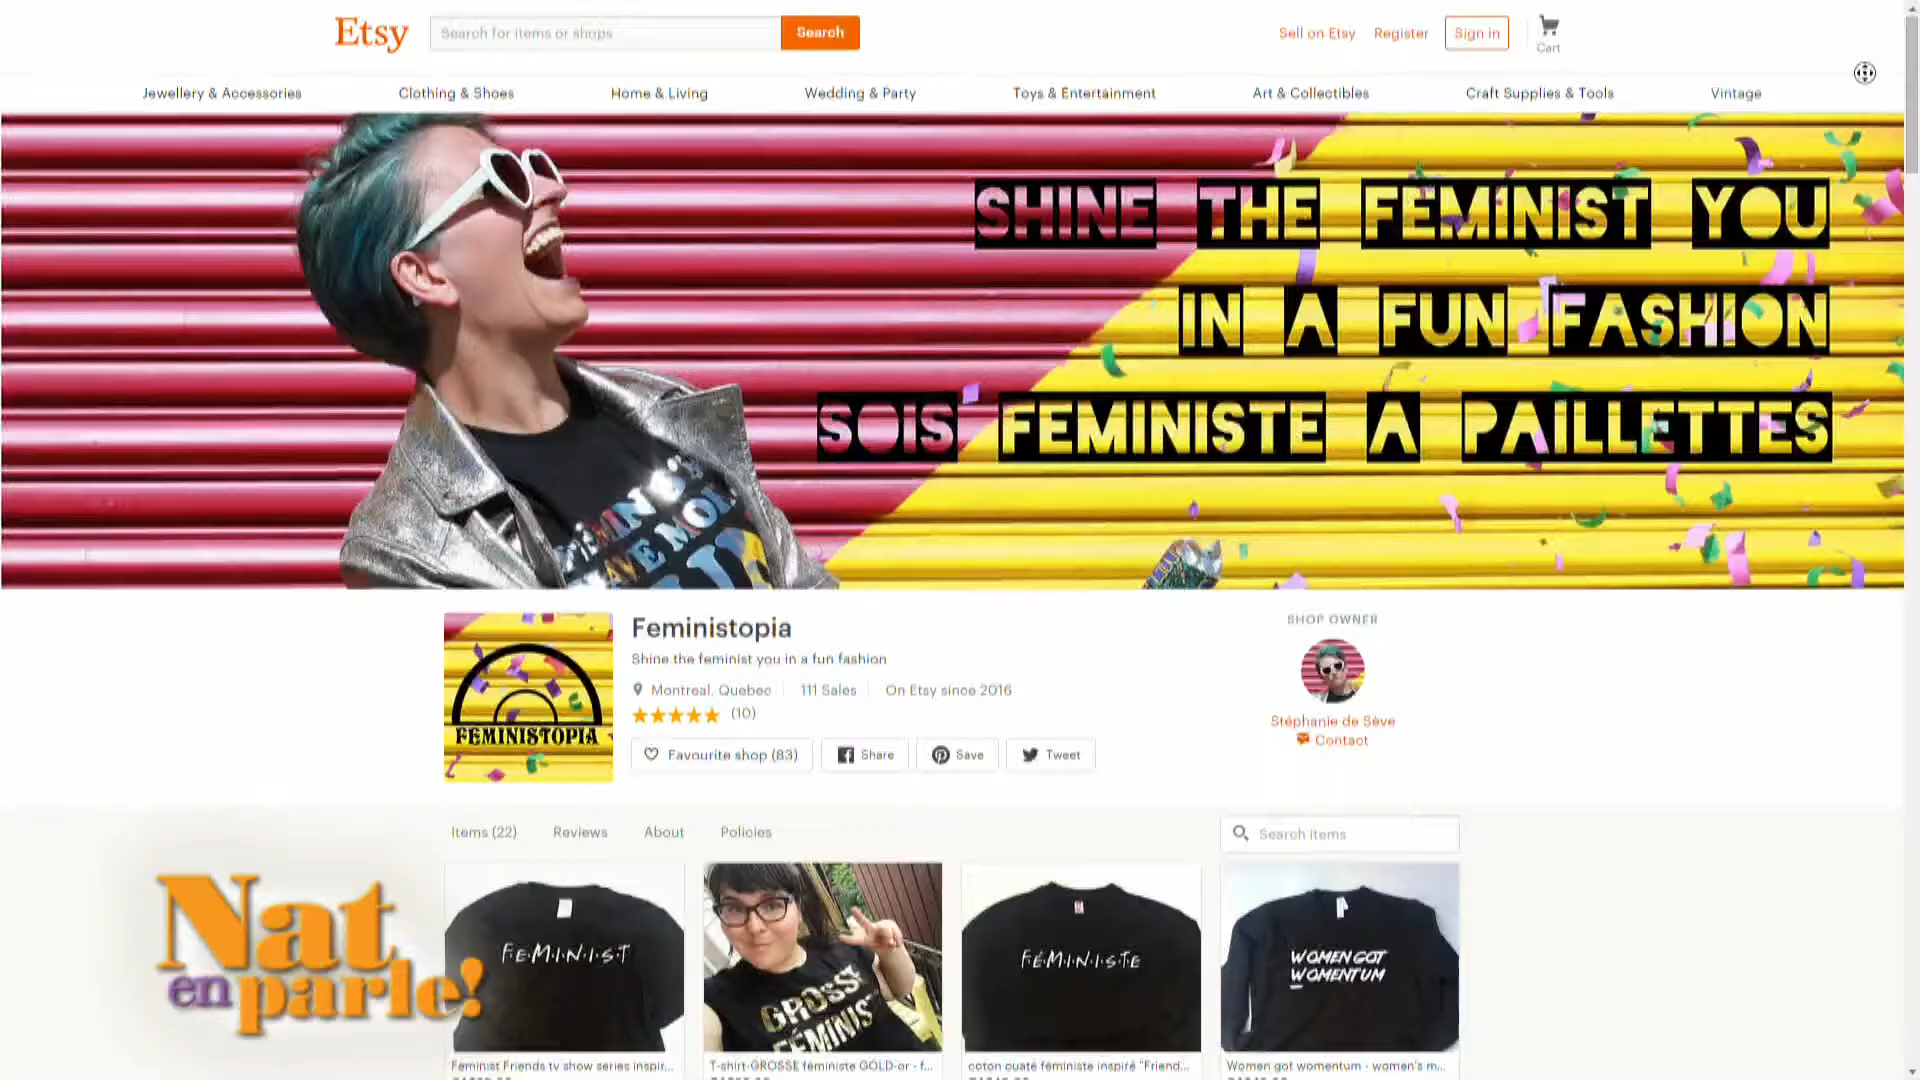 Etsy
Search for items or shops
Search
Sell on Etsy
Register
Sign in
Cart
Jewellery & Accessories
Clothing & Shoes
Home & Living
Wedding & Party
Toys & Entertainment
Art & Collectibles
Craft Supplies & Tools
Vintage
SHINE THE FEMINIST YOU
IN A FUN FASHION
SOIS FEMINISTE A PAILLETTES
Feministopia
Shine the feminist you in a fun fashion
Montreal, Quebec
111 Sales
On Etsy since 2016
(10)
Favourite shop (83)
Share
Save
Tweet
FEMINISTOPIA
SHOP OWNER
Stéphanie de Sève
Contact
Items (22)
Reviews
About
Policies
Search items
F·E·M·I·N·I·S·T
GROSSE
FÉMINIS
F·É·M·I·N·I·S·T·E
WOMEN GOT
WOMENTUM
Feminist Friends tv show series inspir...
T-shirt-GROSSE féministe GOLD-or - f...
coton ouaté féministe inspiré "Friend...
Women got womentum - women's m...
Nat
en parle!